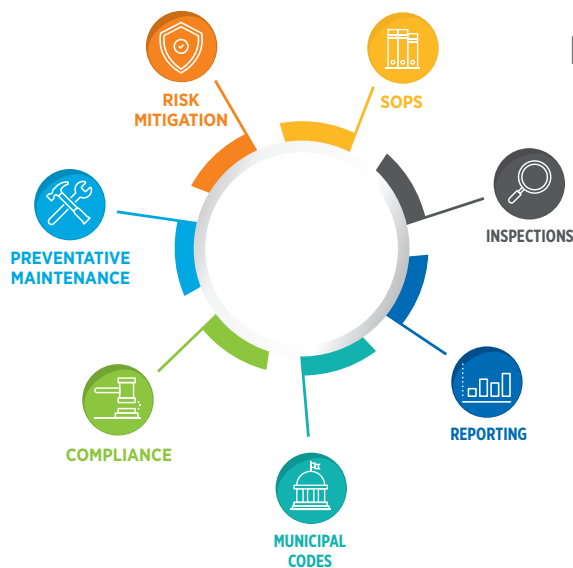 RISK
MITIGATION
SOPS
INSPECTIONS
REPORTING
MUNICIPAL
CODES
COMPLIANCE
PREVENTATIVE
MAINTENANCE